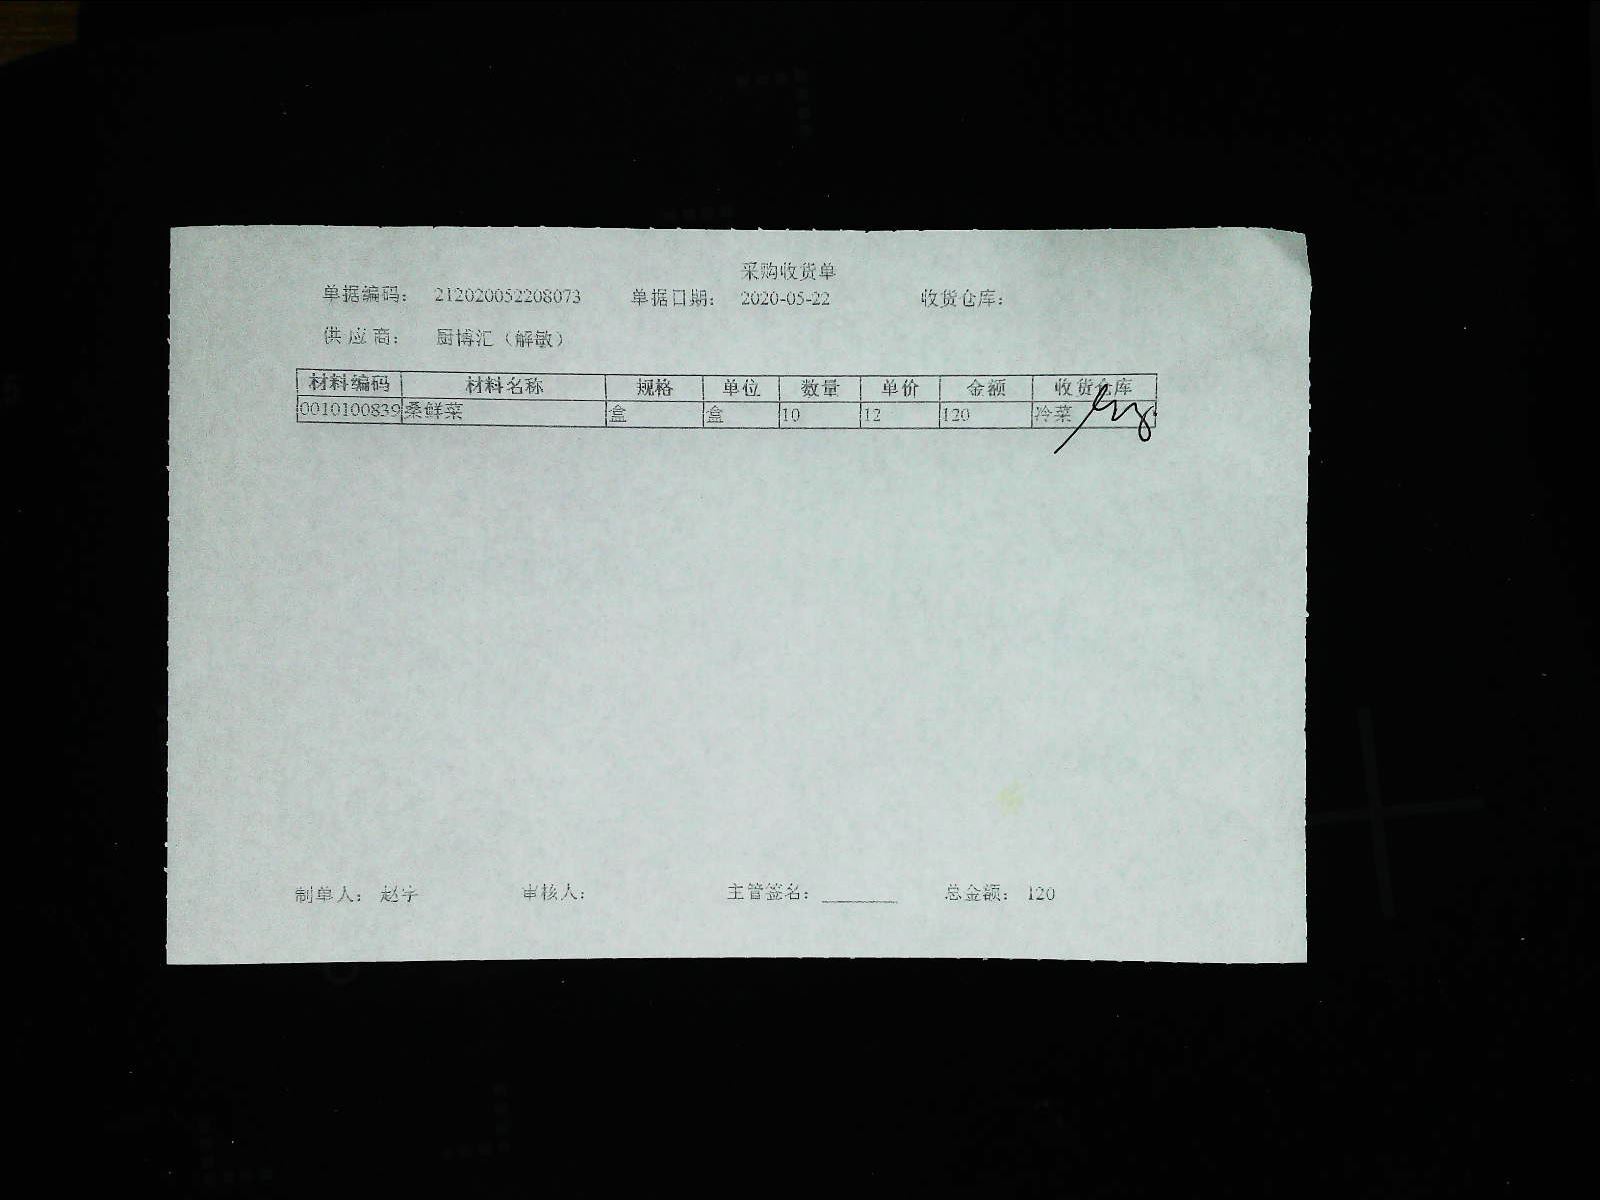 采购收货单
单据编码： 212020052208073 单据日期： 2020-05-22 收货仓库：
供 应 商： 厨博汇（解敏）
材料编码 材料名称 规格 单位 数量 单价 金额 收货仓库
0010100839 桑鲜菜 盒 盒 10 12 120 冷菜
制单人： 赵宇 审核人： 主管签名： 总金额： 120